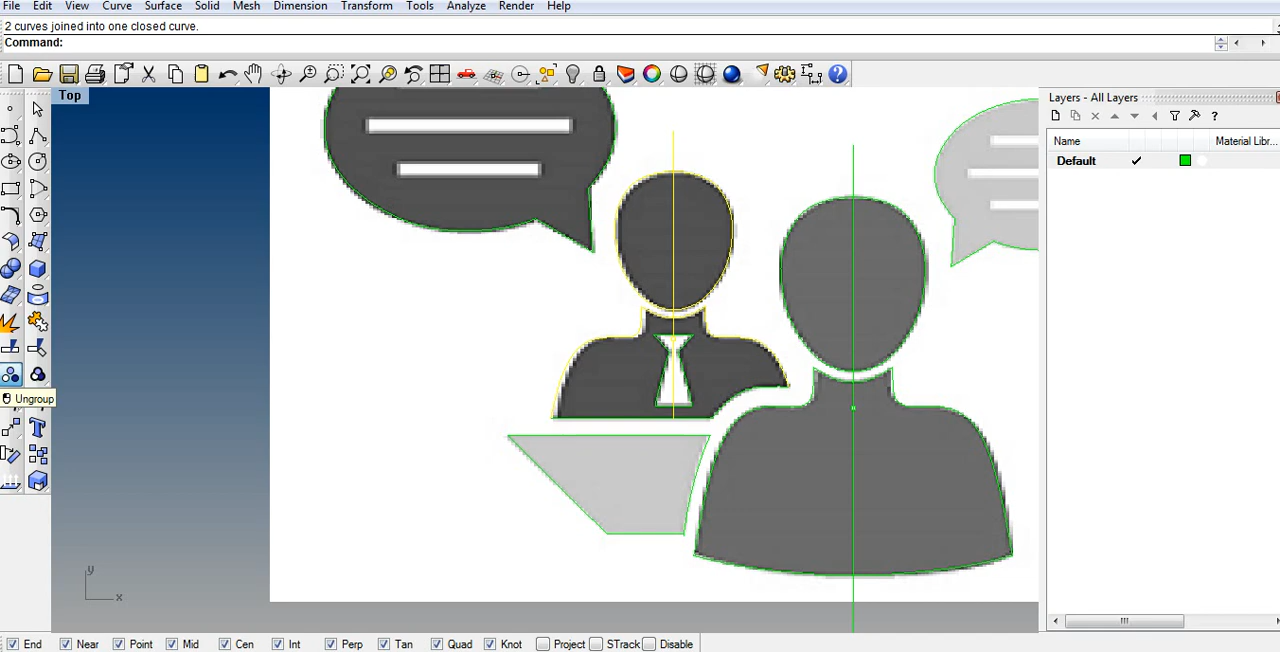 File Edit View Curve Surface Solid Mesh Dimension Transform Tools Analyze Render Help
2 curves joined into one closed curve.
Command:
Top
Layers - All Layers
Name Material Libr...
Default
Ungroup
y
x
End Near Point Mid Cen Int Perp Tan Quad Knot Project STrack Disable